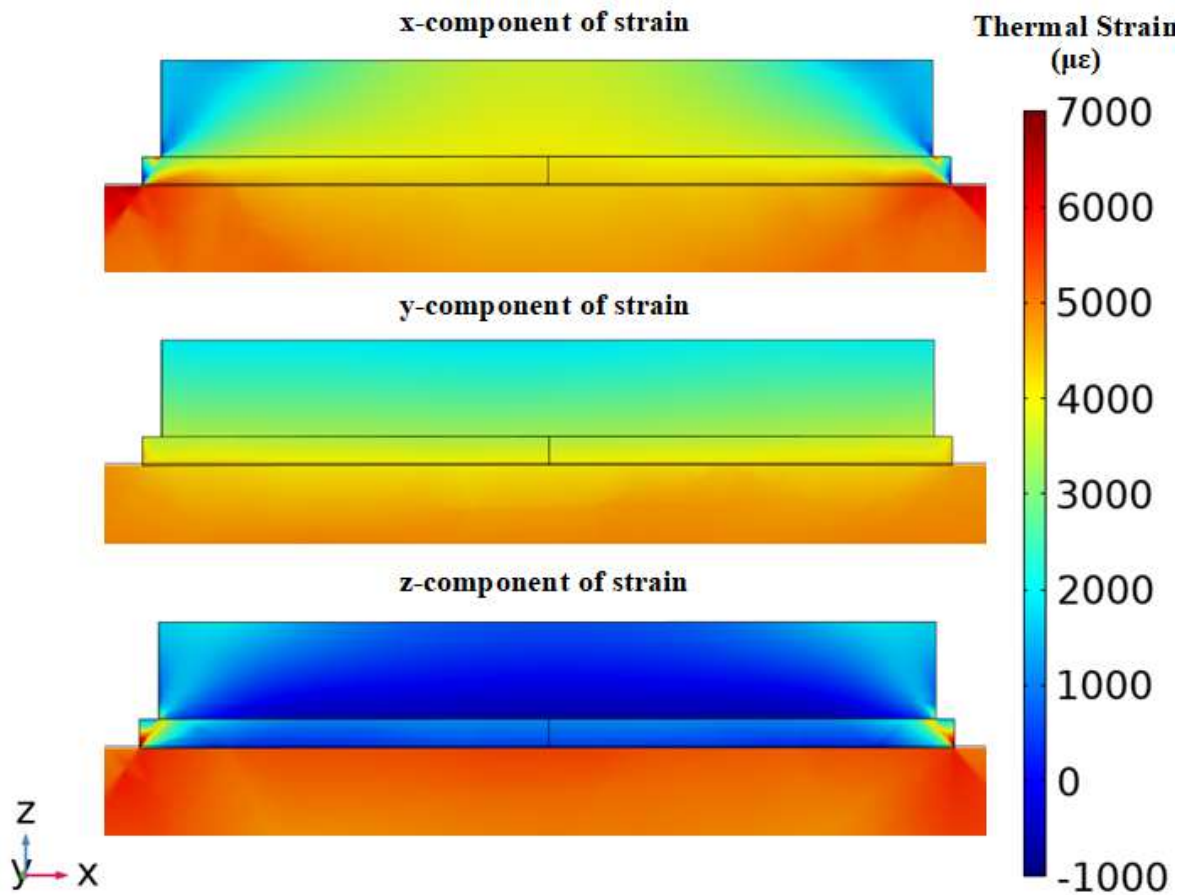 x-component of strain
Thermal Strain
(με)
7000
6000
y-component of strain
5000
4000
3000
z-component of strain
2000
1000
0
-1000
z
y
x